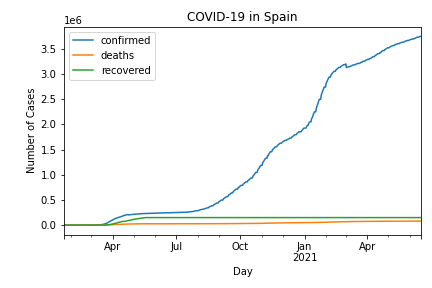 COVID-19 in Spain
1e6
confirmed
deaths
recovered
3.5
3.0
2.5
2.0
1.5
1.0
0.5
0.0
Number of Cases
Apr Jul Oct Jan Apr
2021
Day